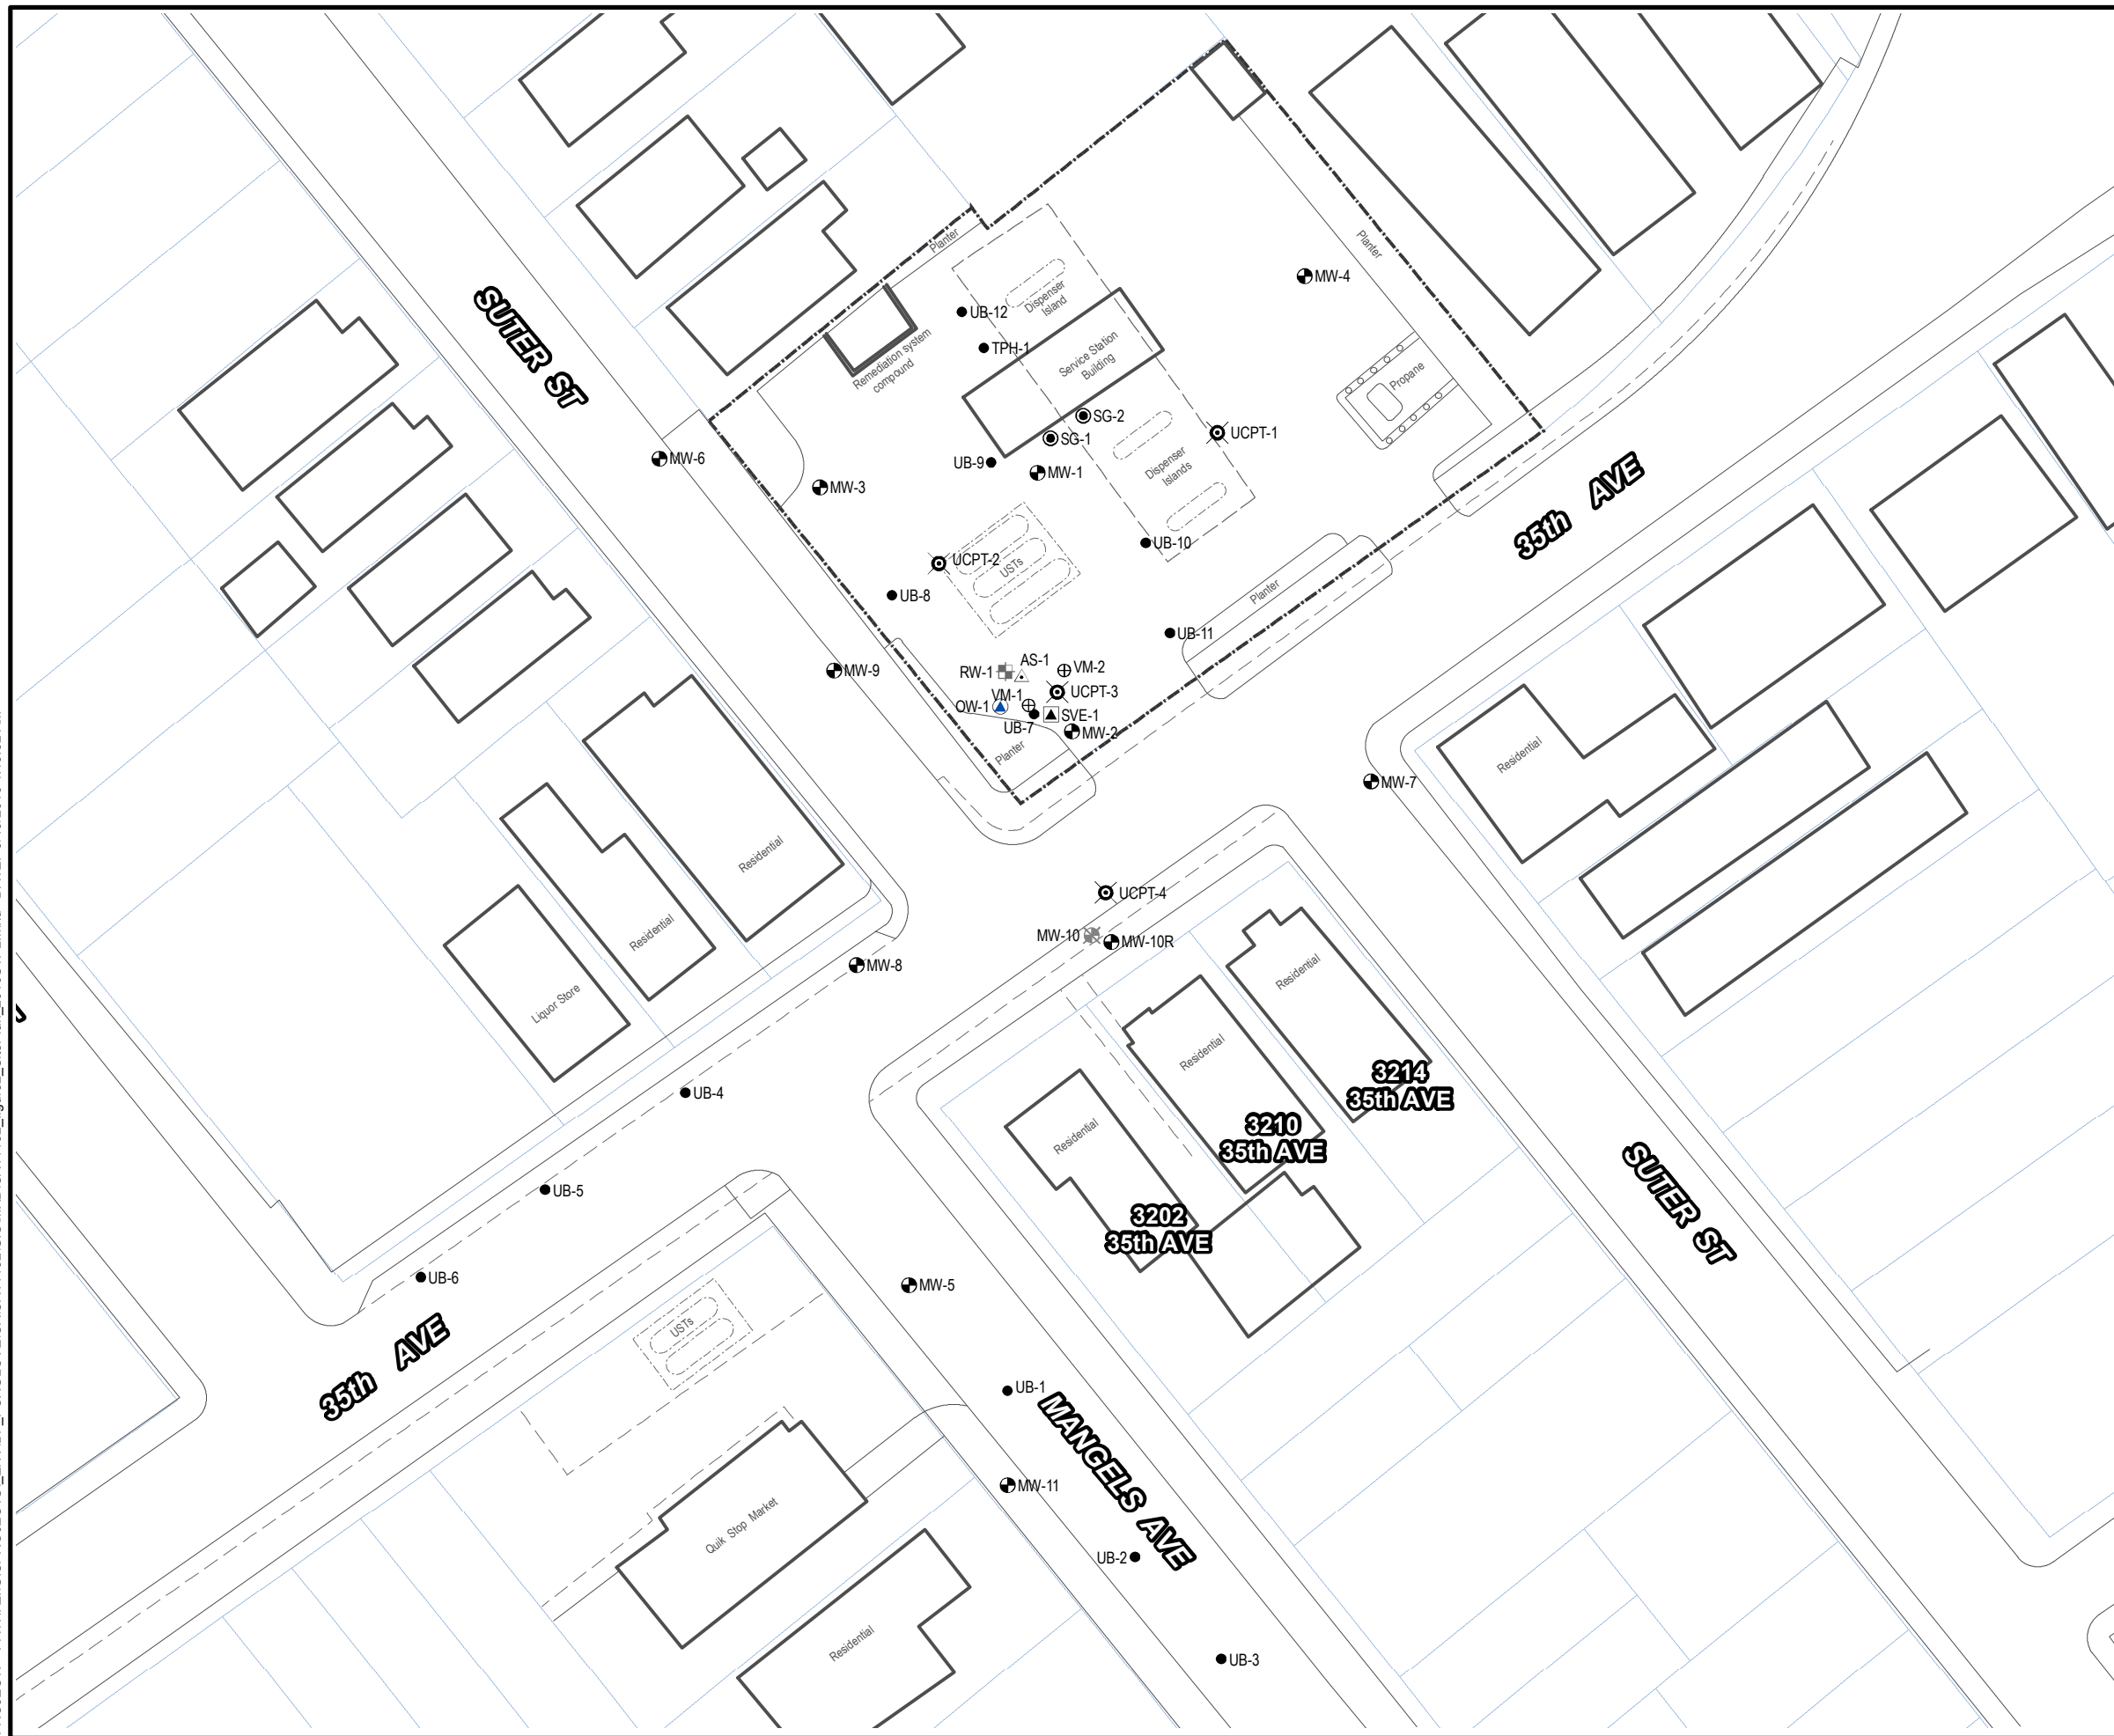 Planter
SUTER ST
Dispenser
Island
UB-12
MW-4
Planter
TPH-1
Remediation system
compound
Service Station
Building
Propane
SG-2
SG-1
UCPT-1
MW-6
UB-9
MW-1
MW-3
Dispenser
Islands
35th AVE
UB-10
UCPT-2
USTs
UB-8
Planter
UB-11
MW-9
RW-1
AS-1
VM-2
UCPT-3
VM-1
OW-1
SVE-1
UB-7
MW-2
Planter
Residential
MW-7
Residential
UCPT-4
Residential
MW-10
MW-10R
MW-8
Residential
Liquor Store
Residential
UB-4
3214
35th AVE
3210
35th AVE
Residential
UB-5
3202
35th AVE
SUTER ST
UB-6
MW-5
USTs
35th AVE
UB-1
MANGELS AVE
MW-11
Quik Stop Market
UB-2
Residential
UB-3